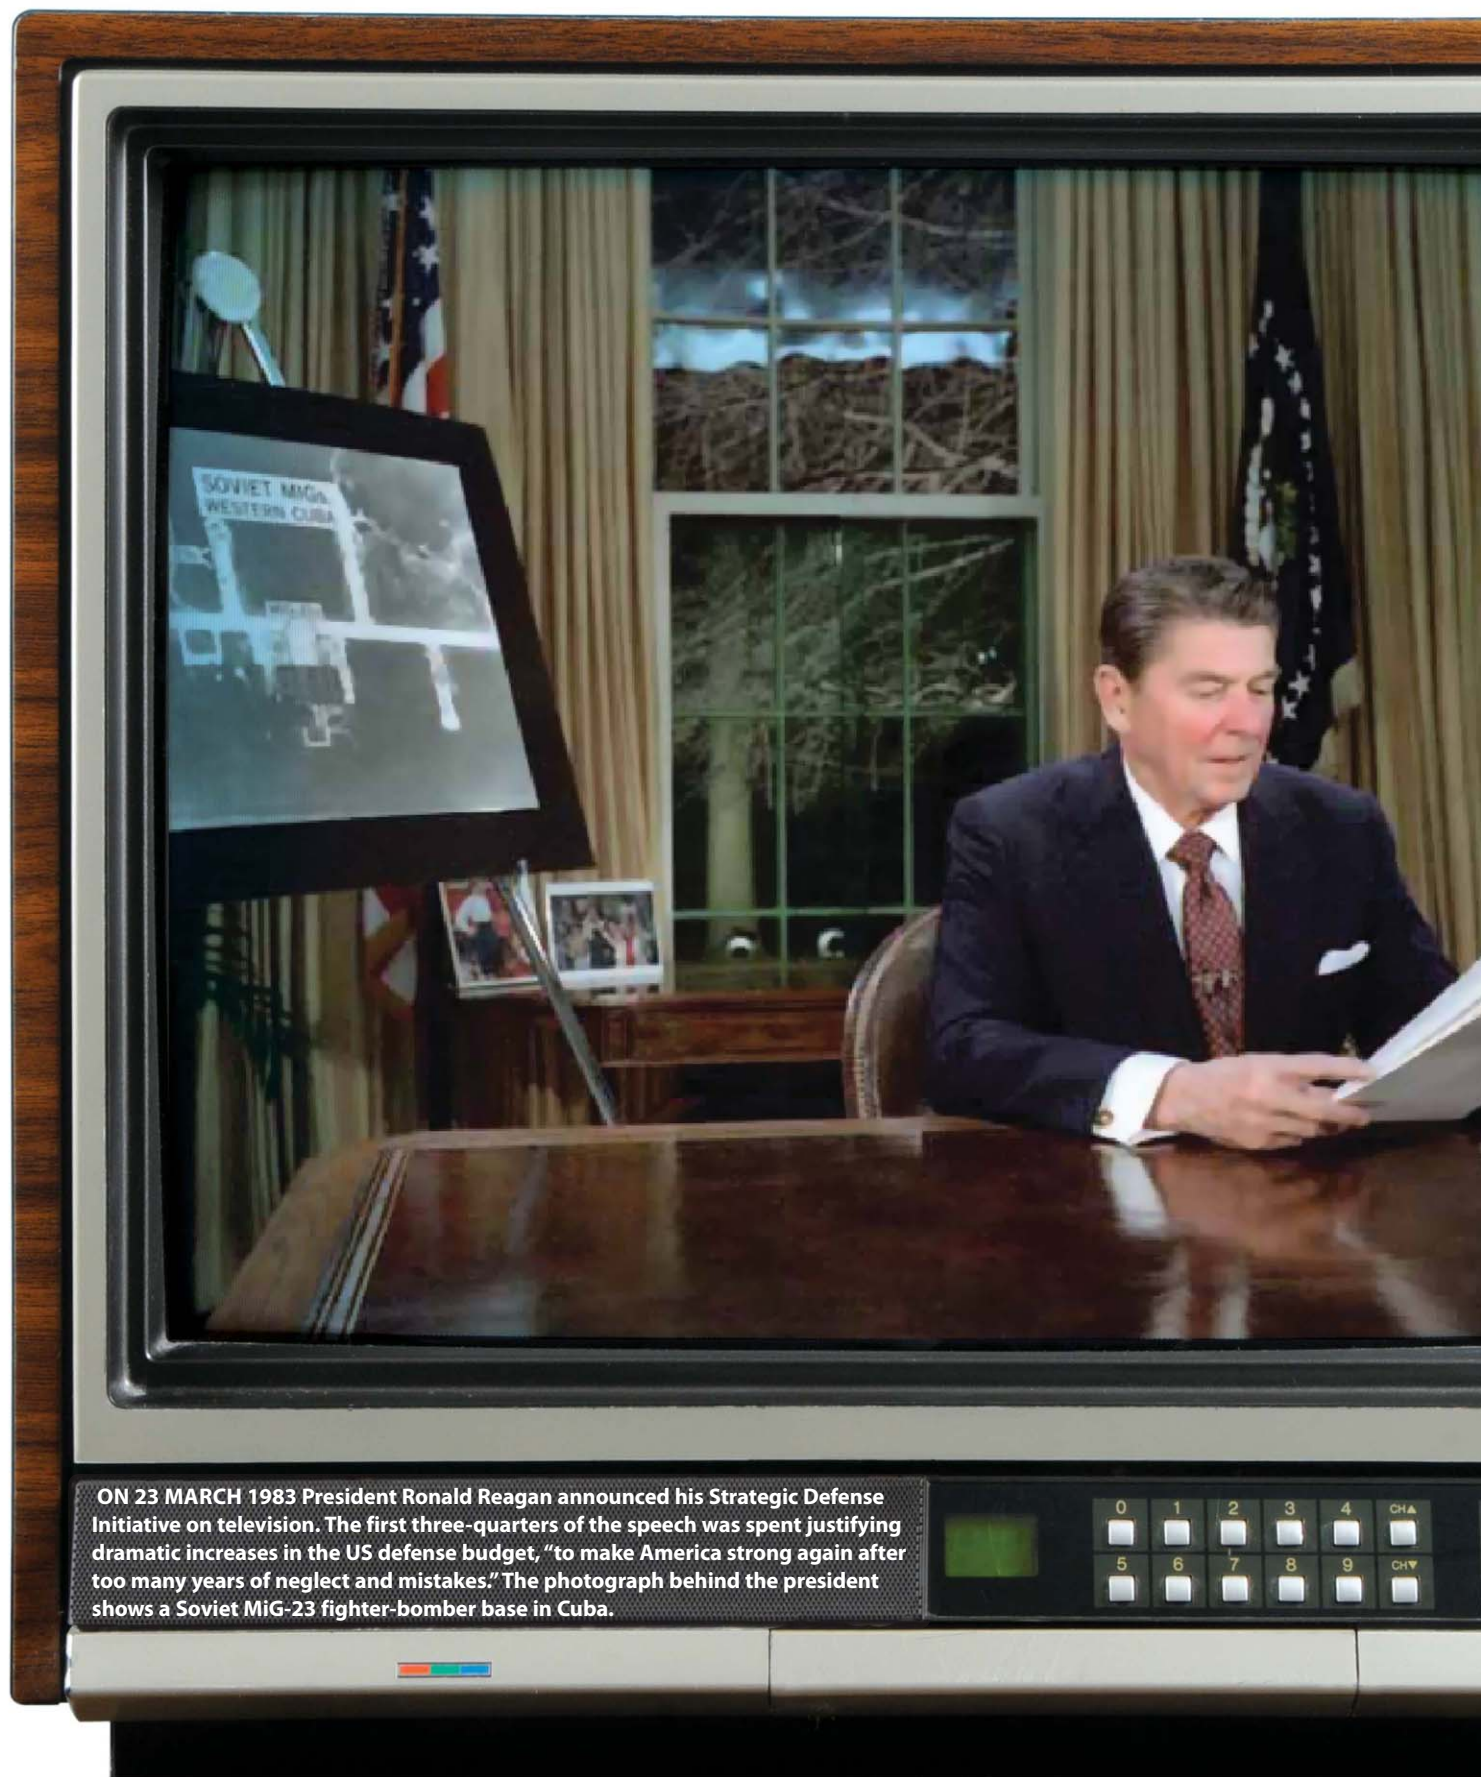 SOVIET MIGs
WESTERN CUBA
ON 23 MARCH 1983 President Ronald Reagan announced his Strategic Defense
Initiative on television. The first three-quarters of the speech was spent justifying
dramatic increases in the US defense budget, “to make America strong again after
too many years of neglect and mistakes.” The photograph behind the president
shows a Soviet MiG-23 fighter-bomber base in Cuba.
0 1 2 3 4 CH▲
5 6 7 8 9 CH▼